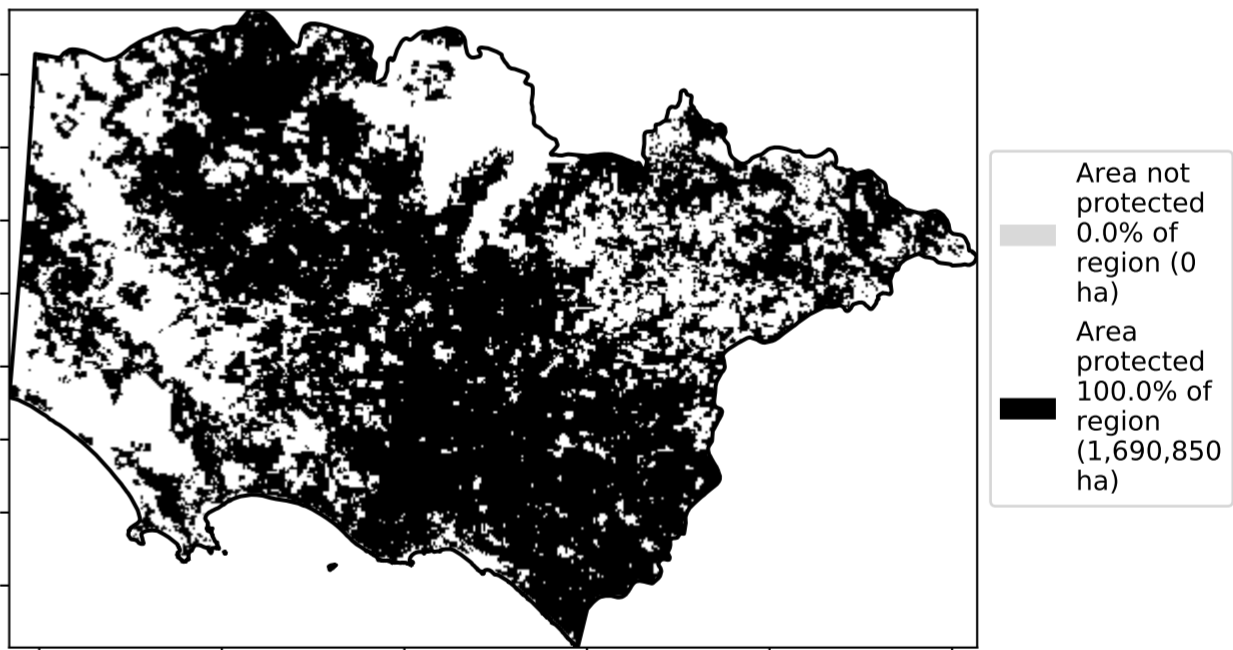 Area not
protected
0.0% of
region (0
ha)
Area
protected
100.0% of
region
(1,690,850
ha)